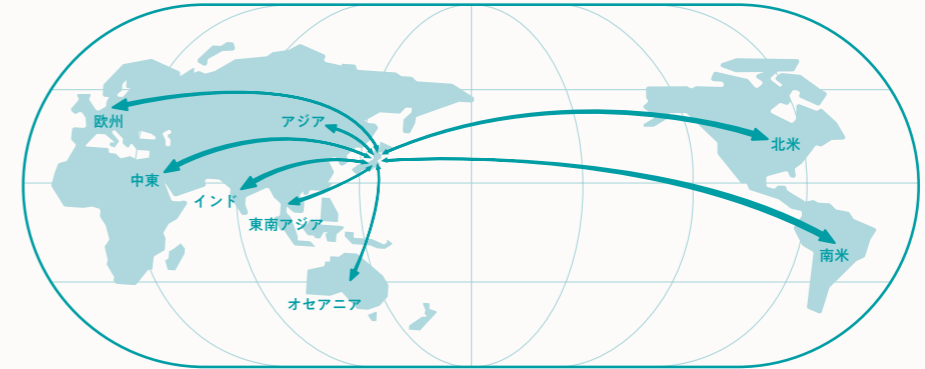 欧州
アジア
北米
中東
インド
東南アジア
南米
オセアニア